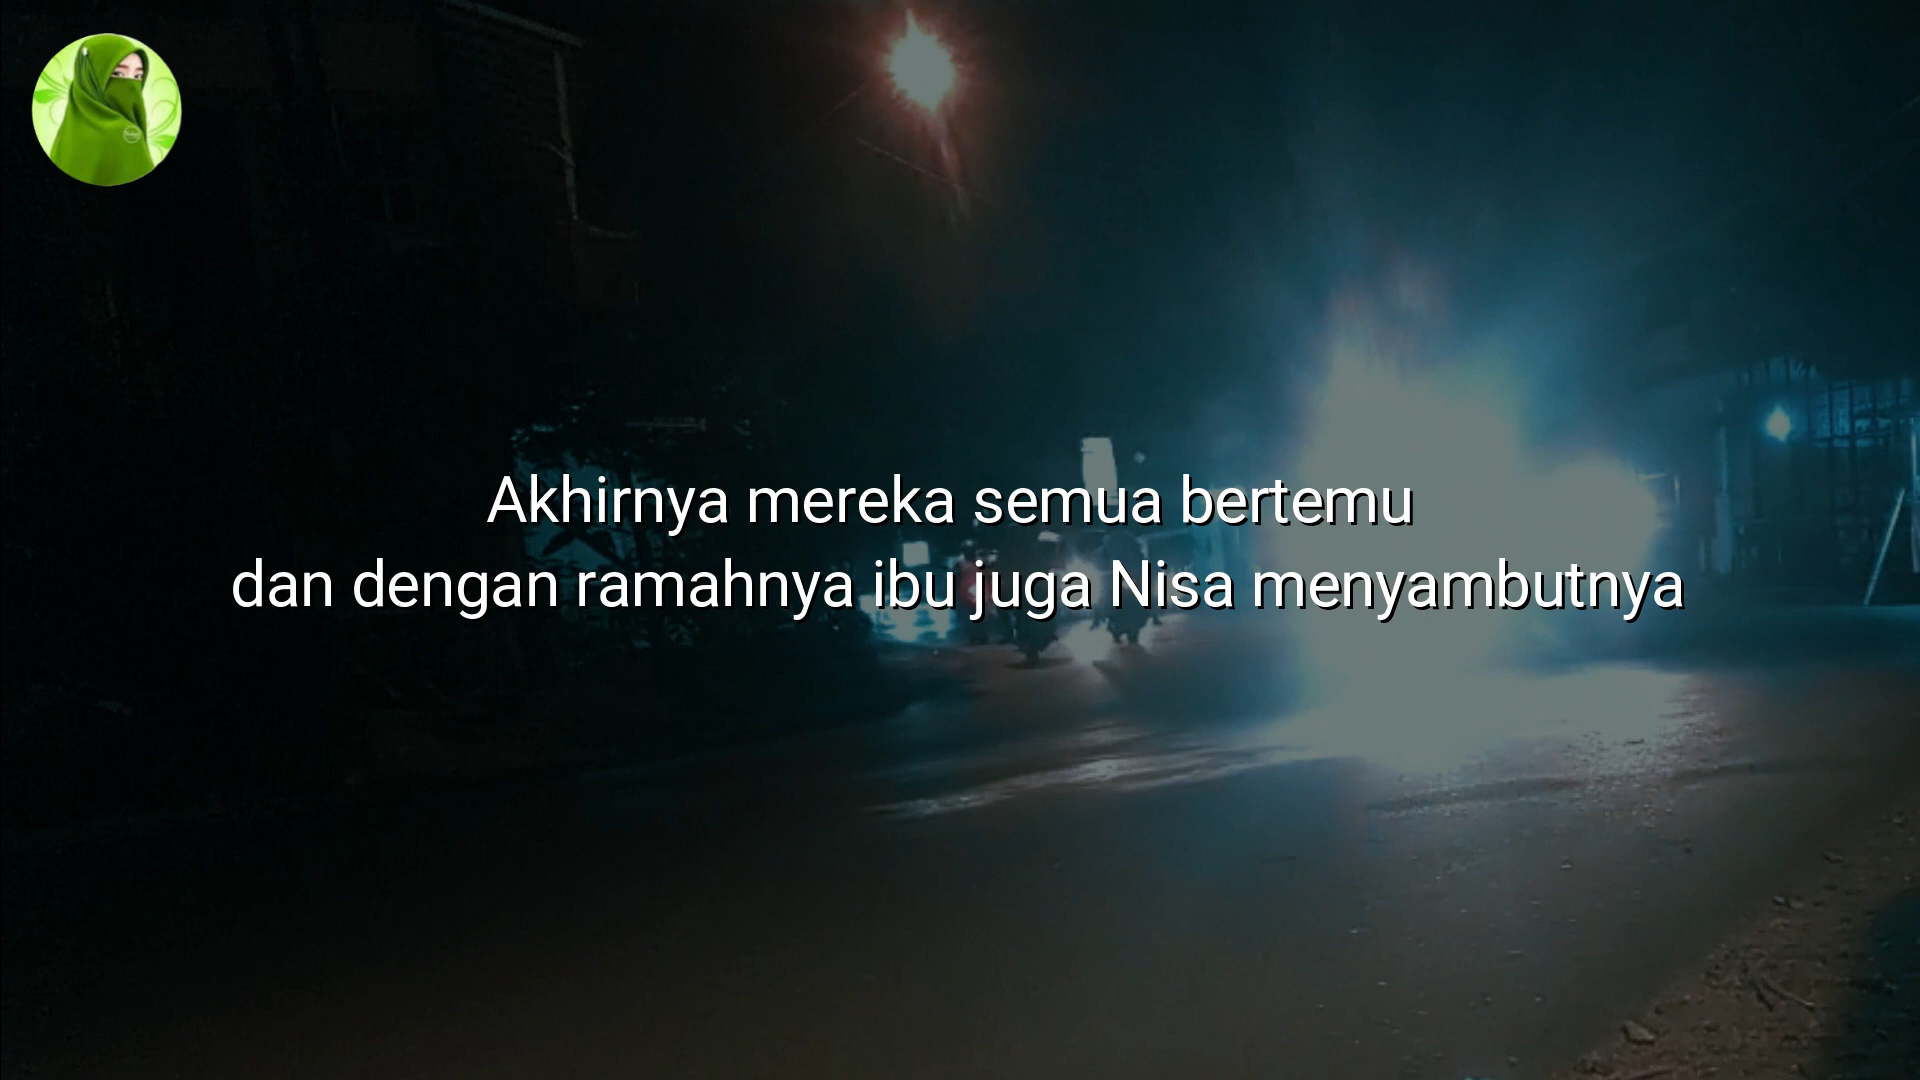 Akhirnya mereka semua bertemu
dan dengan ramahnya ibu juga Nisa menyambutnya